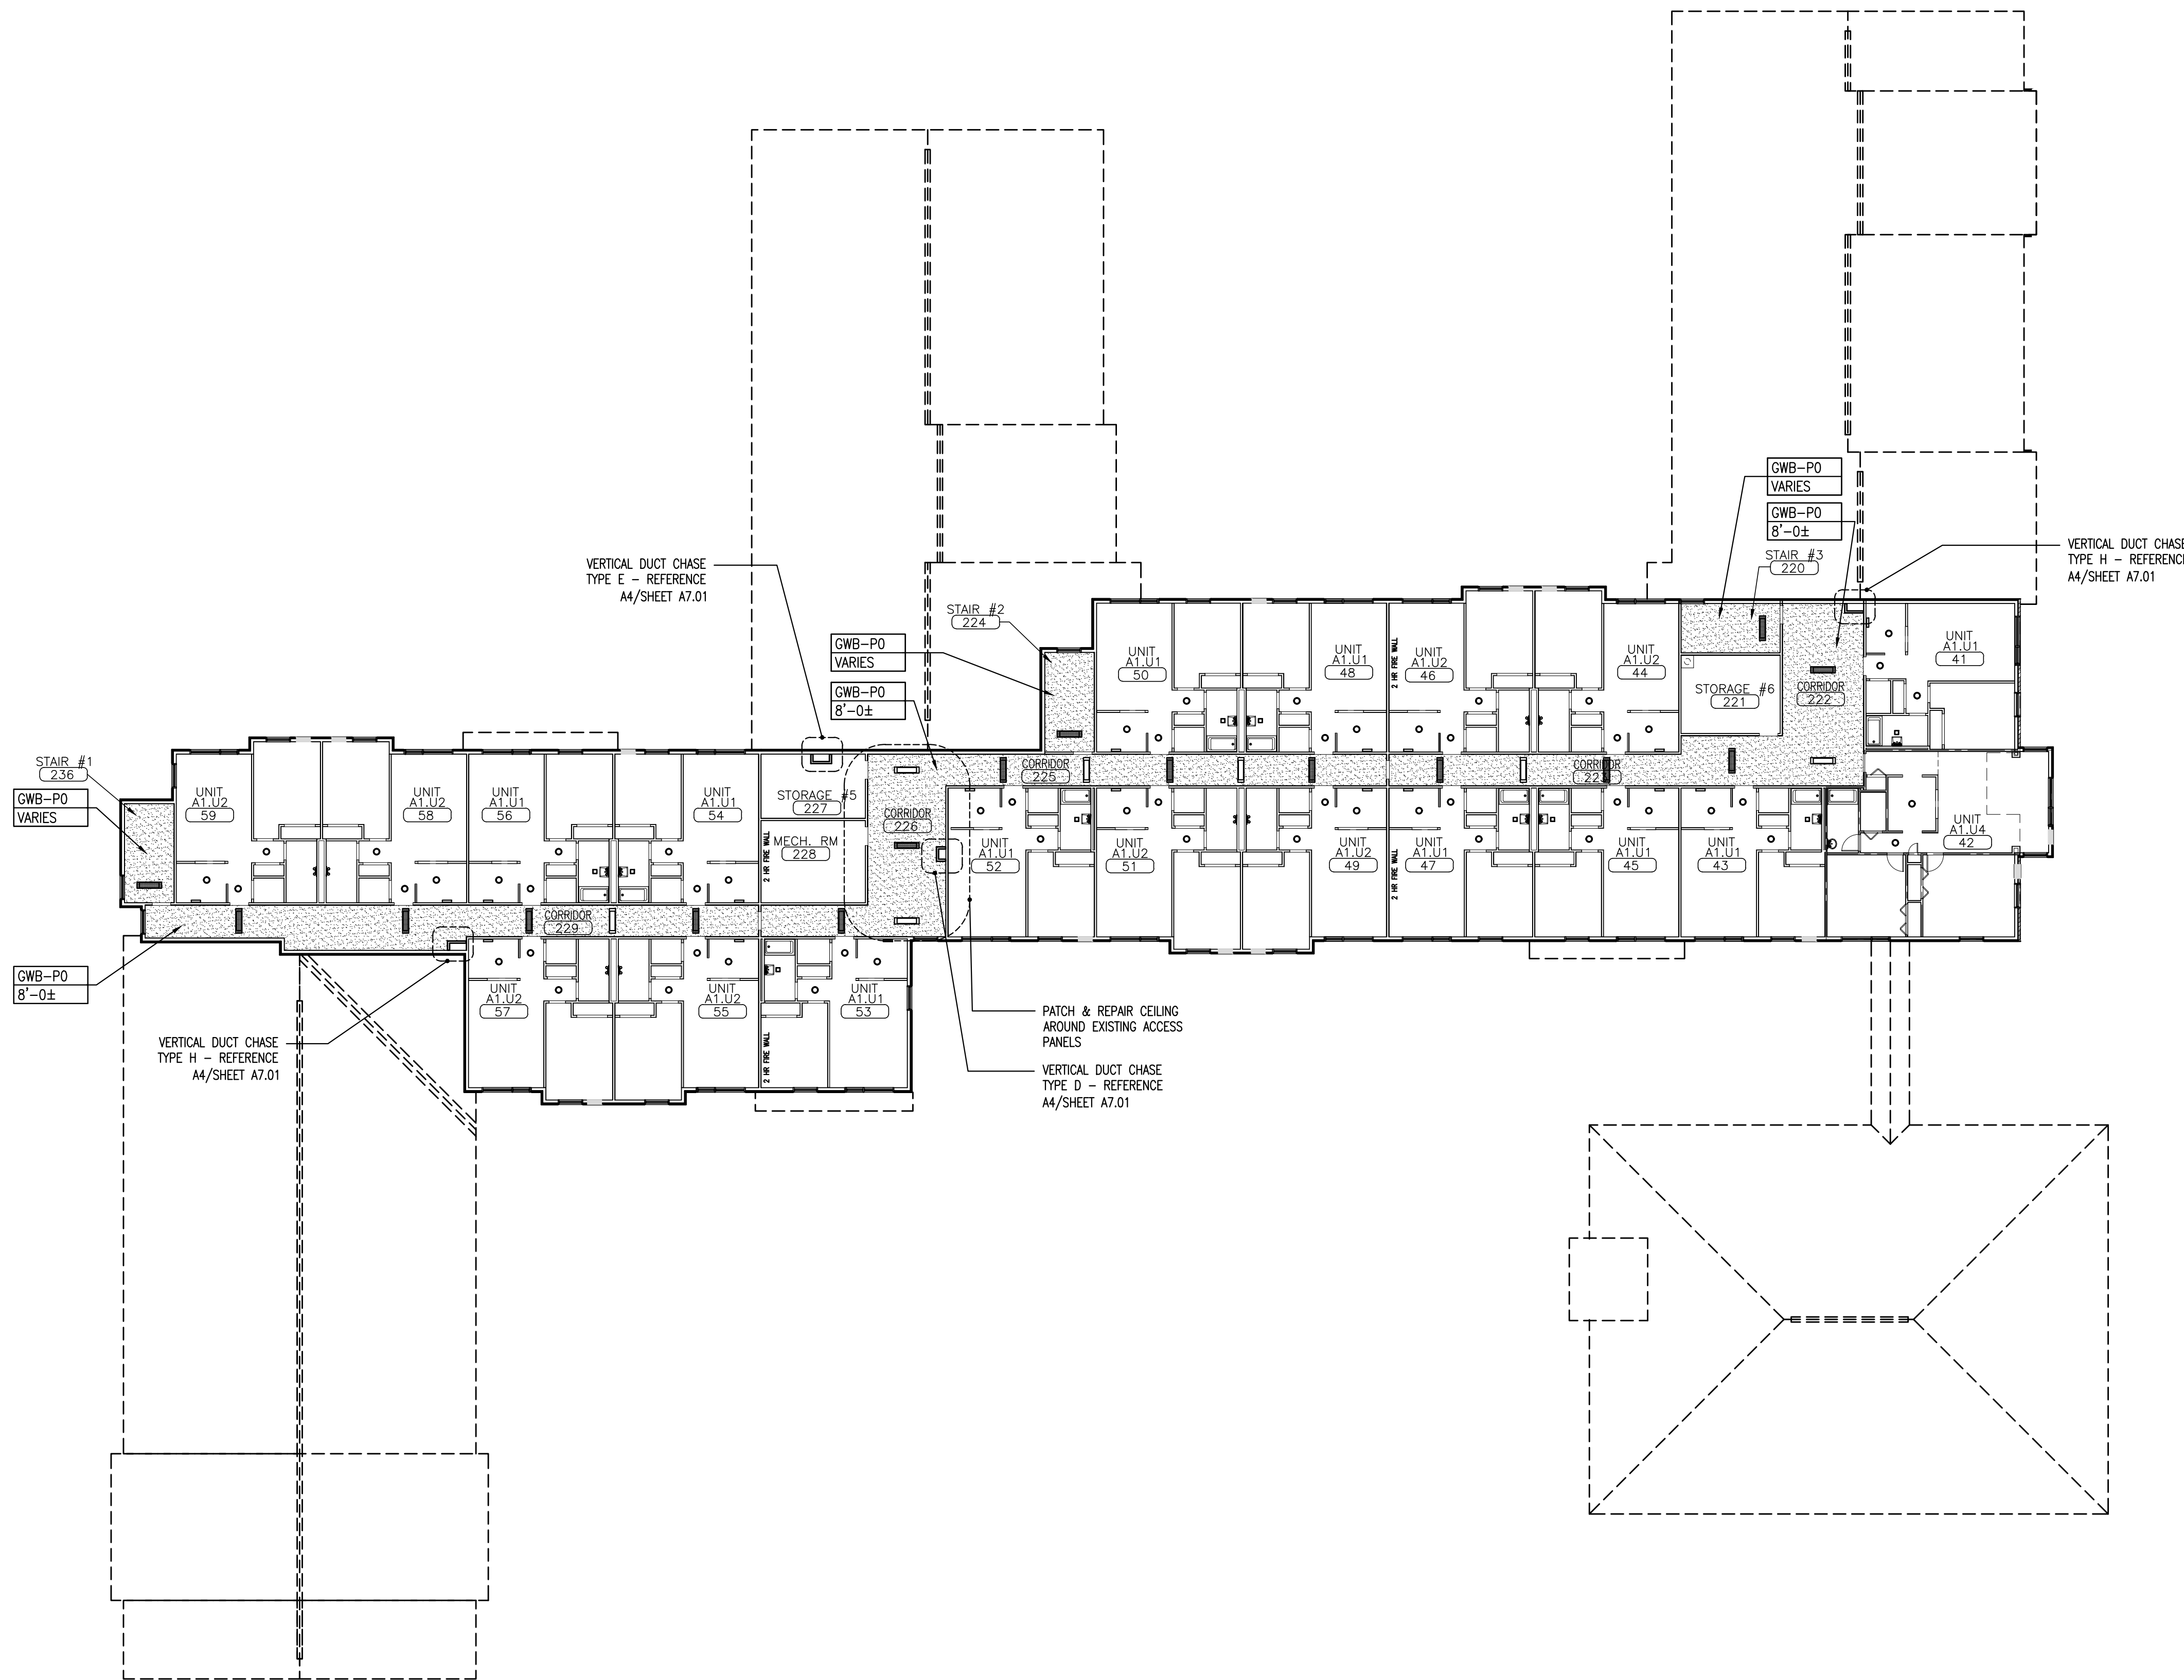 GWB-P0
VARIES
GWB-P0
8'-0±
STAIR #3
220
VERTICAL DUCT CHASE
TYPE H – REFERENCE
A4/SHEET A7.01
VERTICAL DUCT CHASE
TYPE E – REFERENCE
A4/SHEET A7.01
STAIR #2
224
GWB-P0
VARIES
GWB-P0
8'-0±
UNIT
A1.U1
50
UNIT
A1.U1
48
2 HR FIRE WALL
UNIT
A1.U2
46
UNIT
A1.U2
44
STORAGE #6
221
CORRIDOR
222
UNIT
A1.U1
41
STAIR #1
236
GWB-P0
VARIES
UNIT
A1.U2
59
UNIT
A1.U2
58
UNIT
A1.U1
56
UNIT
A1.U1
54
STORAGE #5
227
2 HR FIRE WALL
MECH. RM
228
CORRIDOR
226
CORRIDOR
225
CORRIDOR
223
UNIT
A1.U1
52
UNIT
A1.U2
51
UNIT
A1.U2
49
2 HR FIRE WALL
UNIT
A1.U1
47
UNIT
A1.U1
45
UNIT
A1.U1
43
UNIT
A1.U4
42
CORRIDOR
229
GWB-P0
8'-0±
UNIT
A1.U2
57
UNIT
A1.U2
55
2 HR FIRE WALL
UNIT
A1.U1
53
VERTICAL DUCT CHASE
TYPE H – REFERENCE
A4/SHEET A7.01
PATCH & REPAIR CEILING
AROUND EXISTING ACCESS
PANELS
VERTICAL DUCT CHASE
TYPE D – REFERENCE
A4/SHEET A7.01